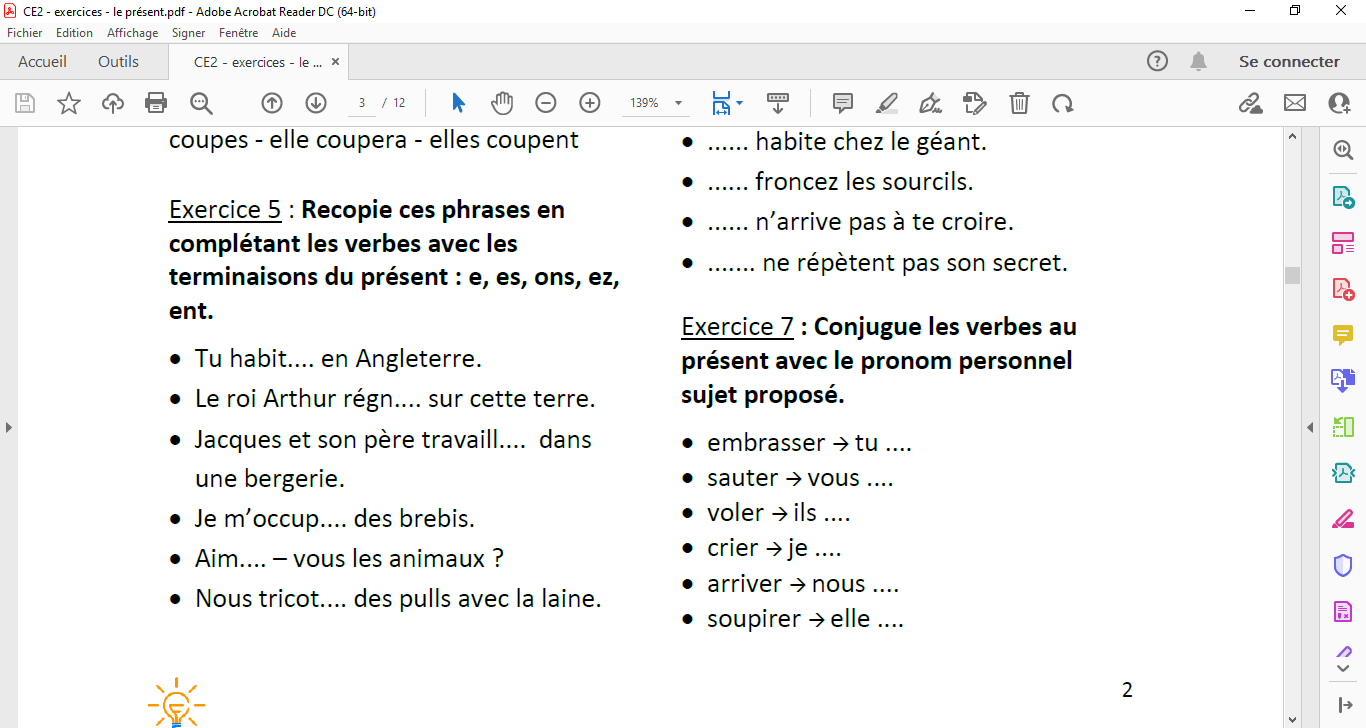 CE2 - exercices - le présent.pdf - Adobe Acrobat Reader DC (64-bit)
Fichier Edition Affichage Signer Fenêtre Aide
Accueil Outils CE2 - exercices - le ... × Se connecter
3 / 12 139%
coupes - elle coupera - elles coupent
Exercice 5 : Recopie ces phrases en
complétant les verbes avec les
terminaisons du présent : e, es, ons, ez,
ent.
• Tu habit.... en Angleterre.
• Le roi Arthur régn.... sur cette terre.
• Jacques et son père travaill.... dans
une bergerie.
• Je m’occup.... des brebis.
• Aim.... – vous les animaux ?
• Nous tricot.... des pulls avec la laine.
• ...... habite chez le géant.
• ...... froncez les sourcils.
• ...... n’arrive pas à te croire.
• ....... ne répètent pas son secret.
Exercice 7 : Conjugue les verbes au
présent avec le pronom personnel
sujet proposé.
• embrasser → tu ....
• sauter → vous ....
• voler → ils ....
• crier → je ....
• arriver → nous ....
• soupirer → elle ....
2